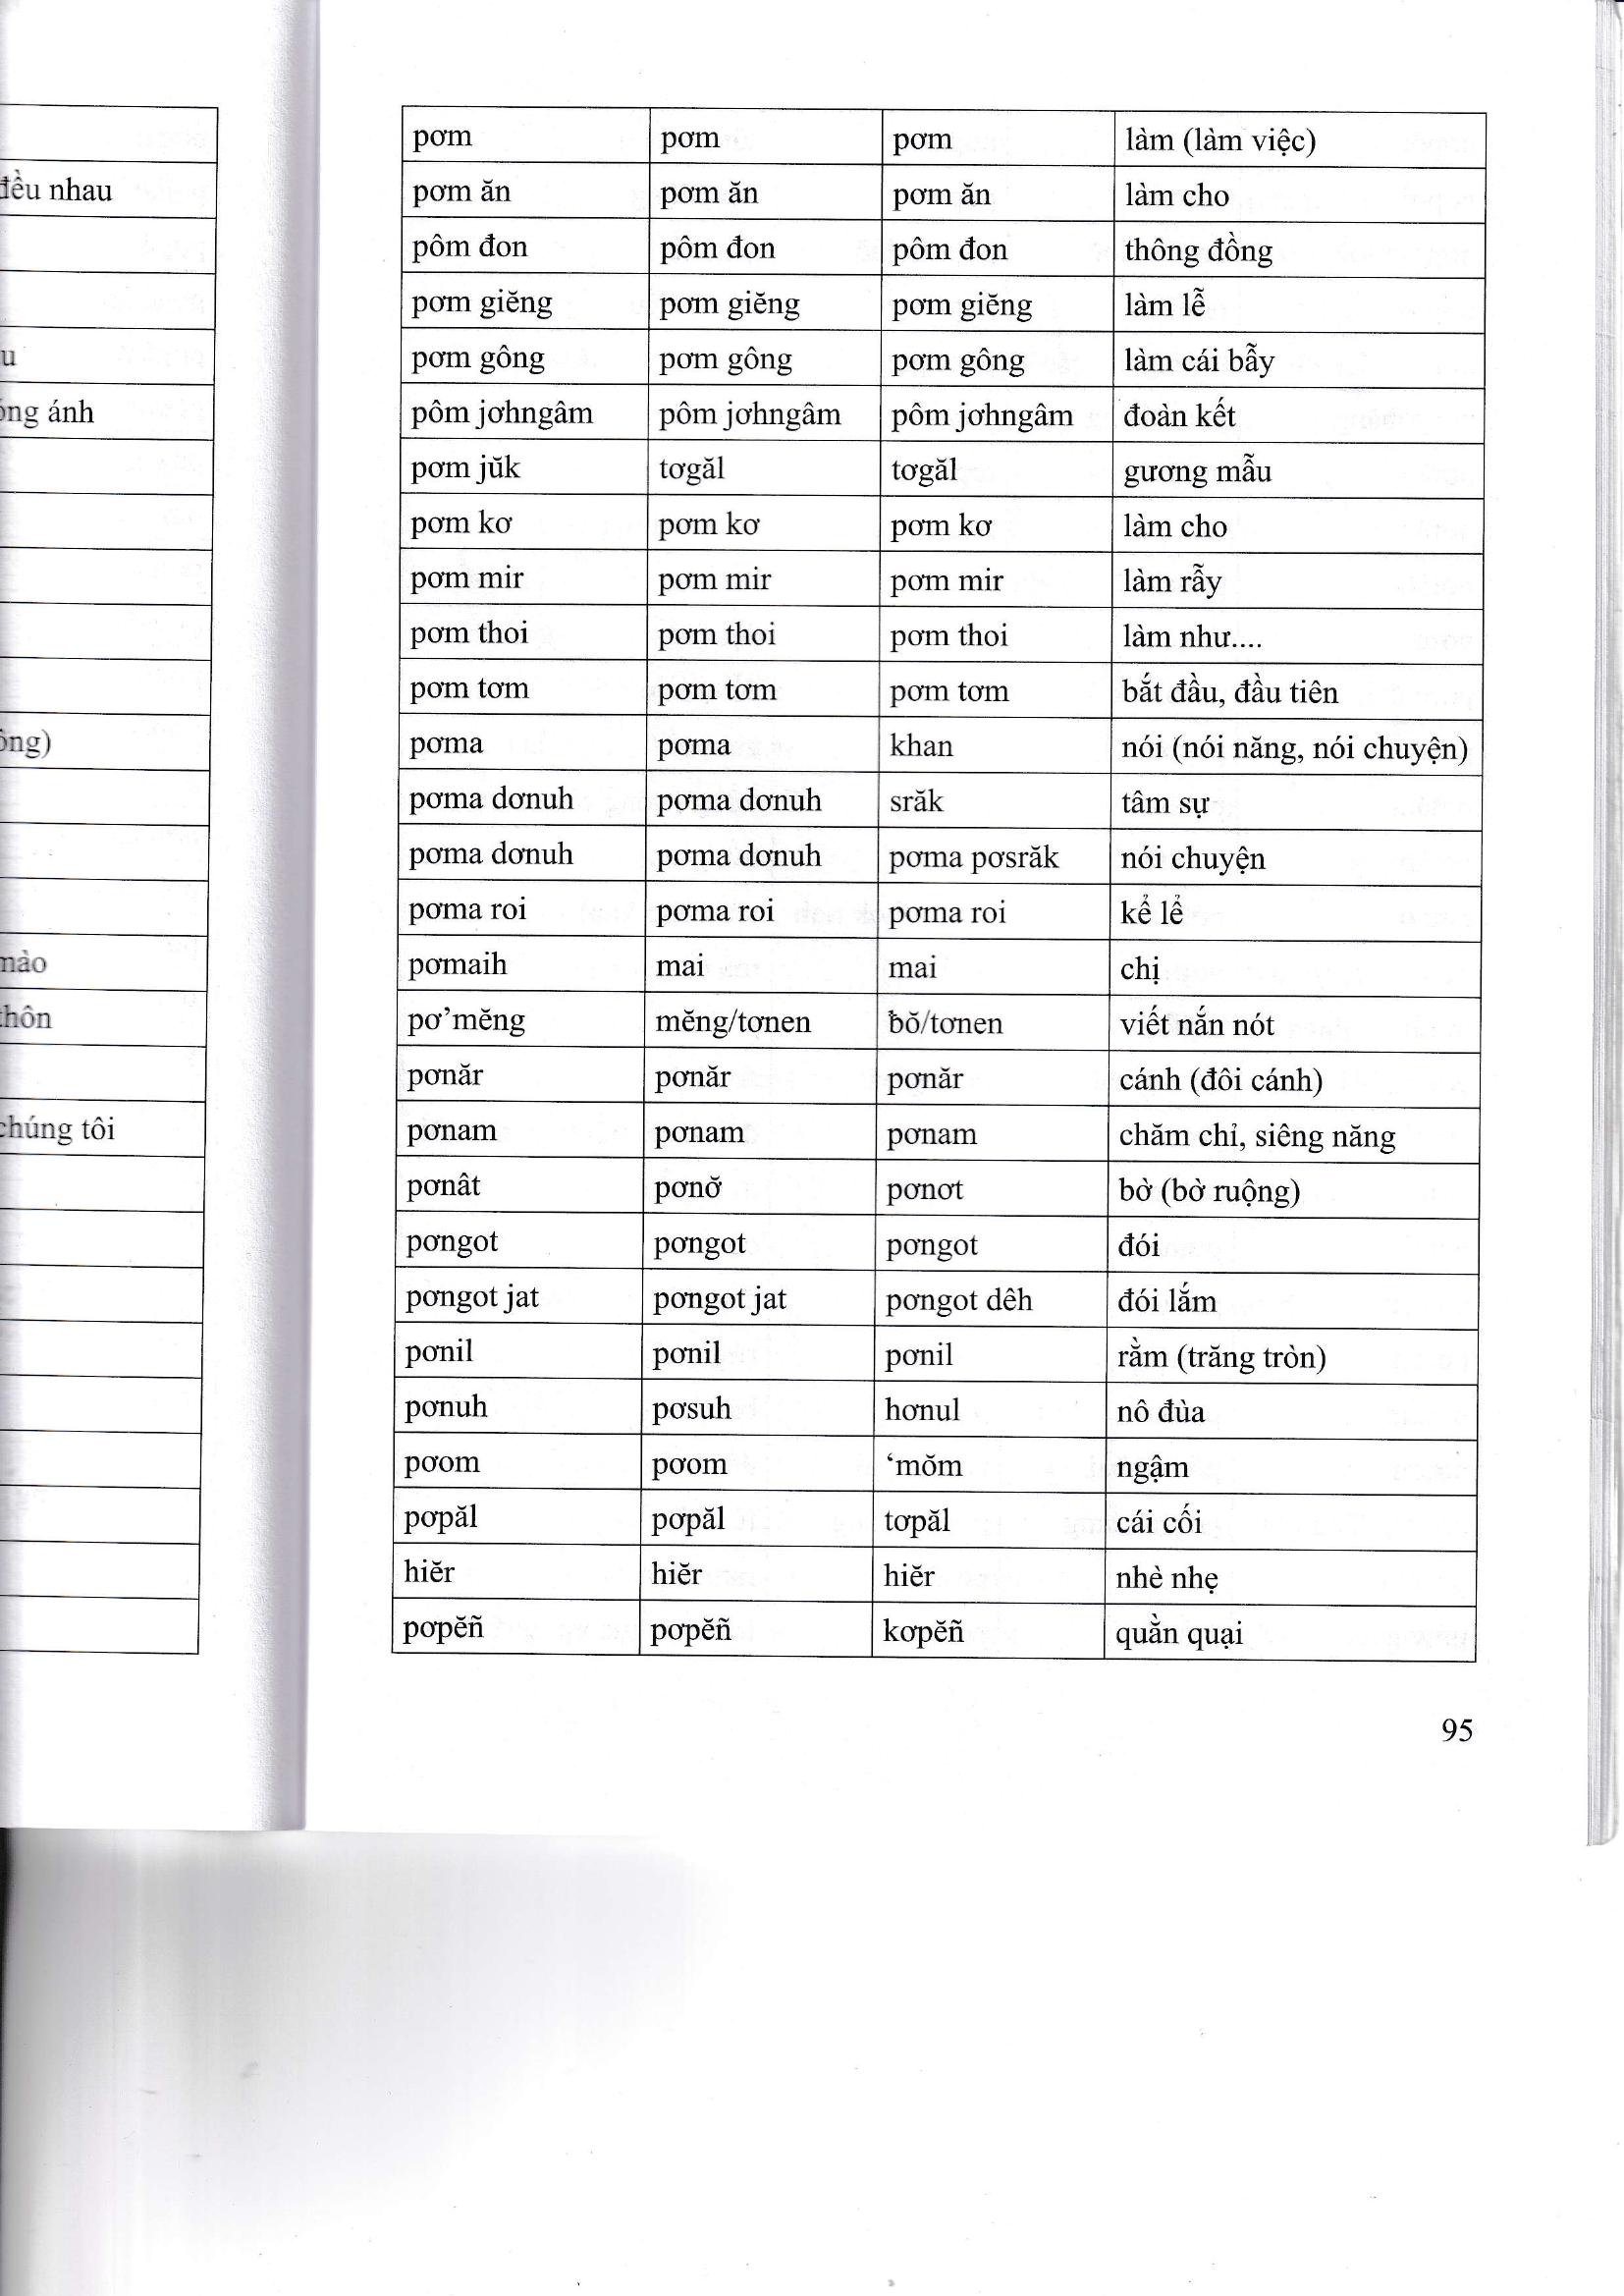 đều nhau
ánh
thôn
chúng tôi
pơm pơm pơm làm (làm việc)
pơm ăn pơm ăn pơm ăn làm cho
pôm đon pôm đon pôm đon thông đồng
pơm giĕng pơm giĕng pơm giĕng làm lễ
pơm gông pơm gông pơm gông làm cái bẫy
pôm jơhngâm pôm jơhngâm pôm jơhngâm đoàn kết
pơm jŭk tơgăl tơgăl gương mẫu
pơm kơ pơm kơ pơm kơ làm cho
pơm mir pơm mir pơm mir làm rẫy
pơm thoi pơm thoi pơm thoi làm như....
pơm tơm pơm tơm pơm tơm bắt đầu, đầu tiên
pơma pơma khan nói (nói năng, nói chuyện)
pơma dơnuh pơma dơnuh srăk tâm sự
pơma dơnuh pơma dơnuh pơma pơsrăk nói chuyện
pơma roi pơma roi pơma roi kể lể
pơmaih mai mai chị
pơ’mĕng mĕng/tơnen ƀŏ/tơnen viết nắn nót
pơnăr pơnăr pơnăr cánh (đôi cánh)
pơnam pơnam pơnam chăm chỉ, siêng năng
pơnât pơnơ̆ pơnơt bờ (bờ ruộng)
pơngot pơngot pơngot đói
pơngot jat pơngot jat pơngot dêh đói lắm
pơnil pơnil pơnil rằm (trăng tròn)
pơnuh pơsuh hơnul nô đùa
pơom pơom ‘mŏm ngậm
pơpăl pơpăl tơpăl cái cối
hiĕr hiĕr hiĕr nhè nhẹ
pơpĕñ pơpĕñ kơpĕñ quằn quại
95